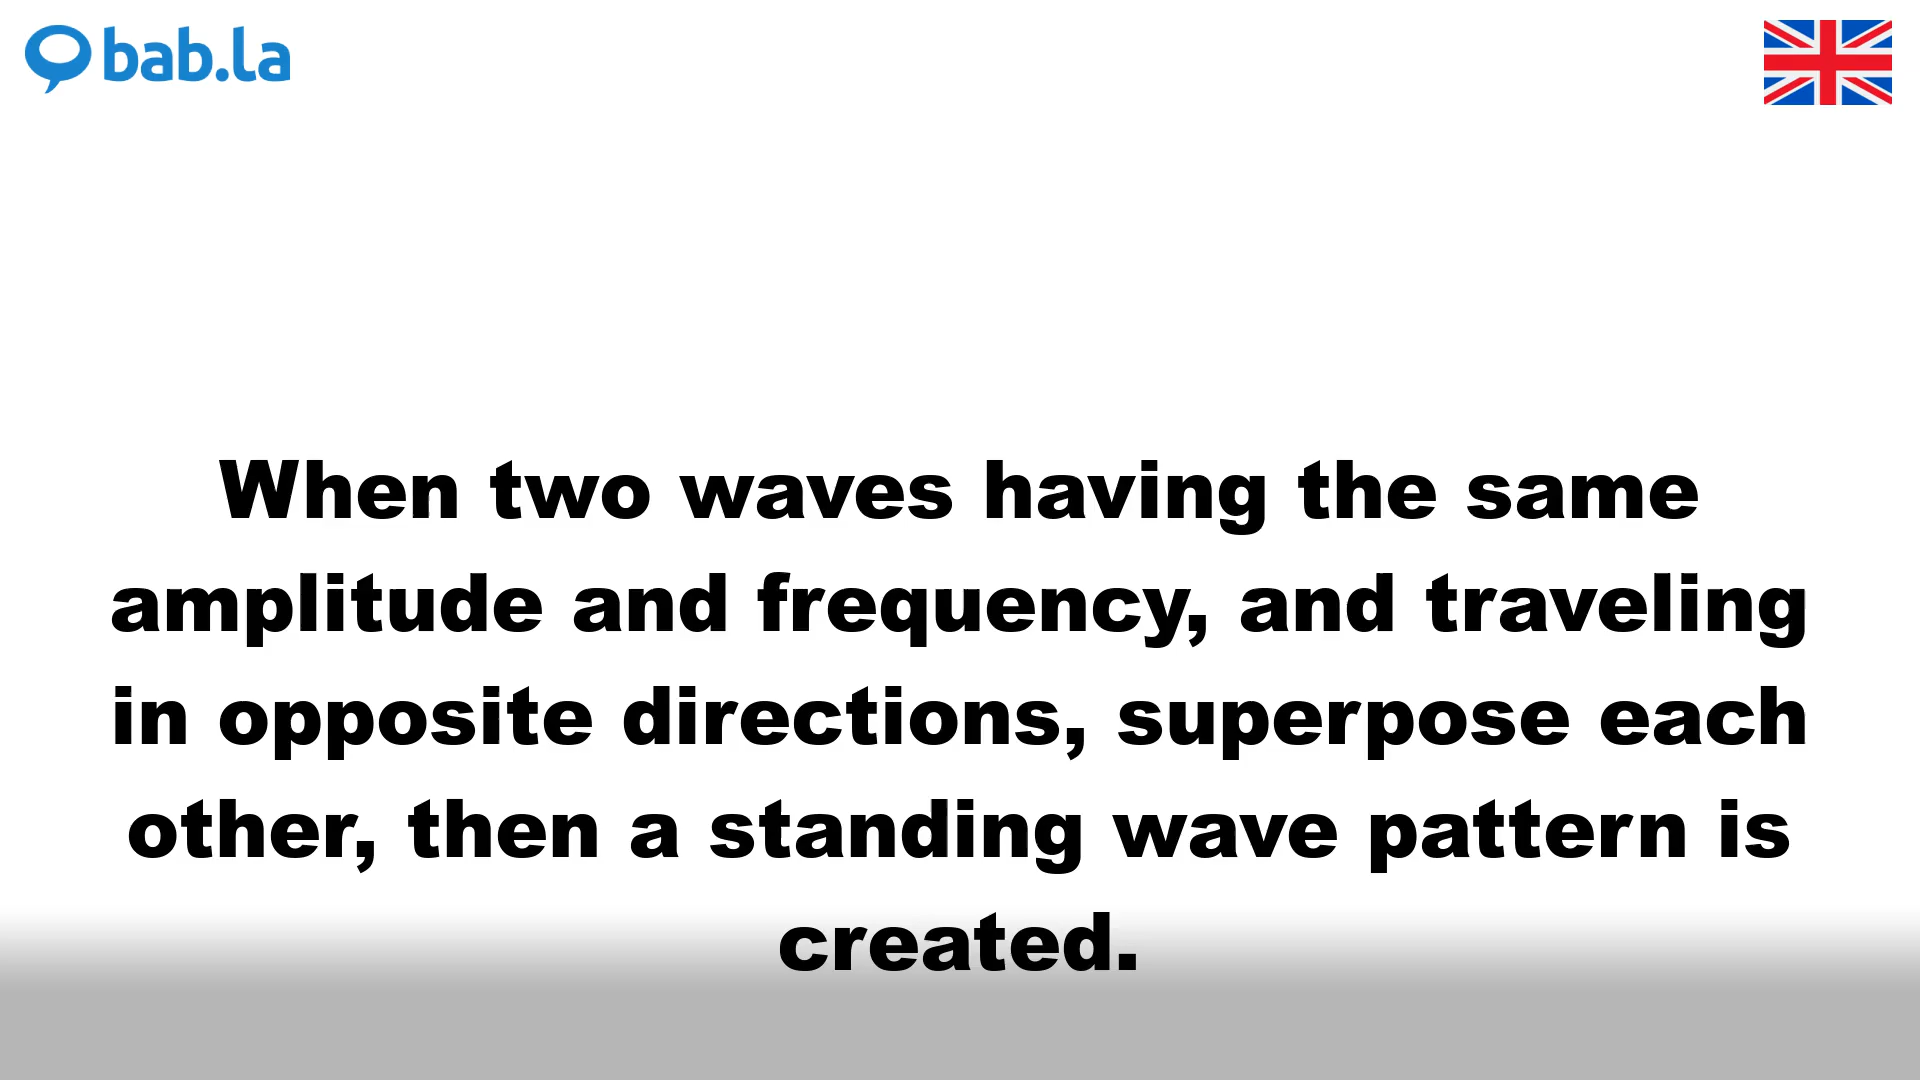 bab.la
When two waves having the same
amplitude and frequency, and traveling
in opposite directions, superpose each
other, then a standing wave pattern is
created.